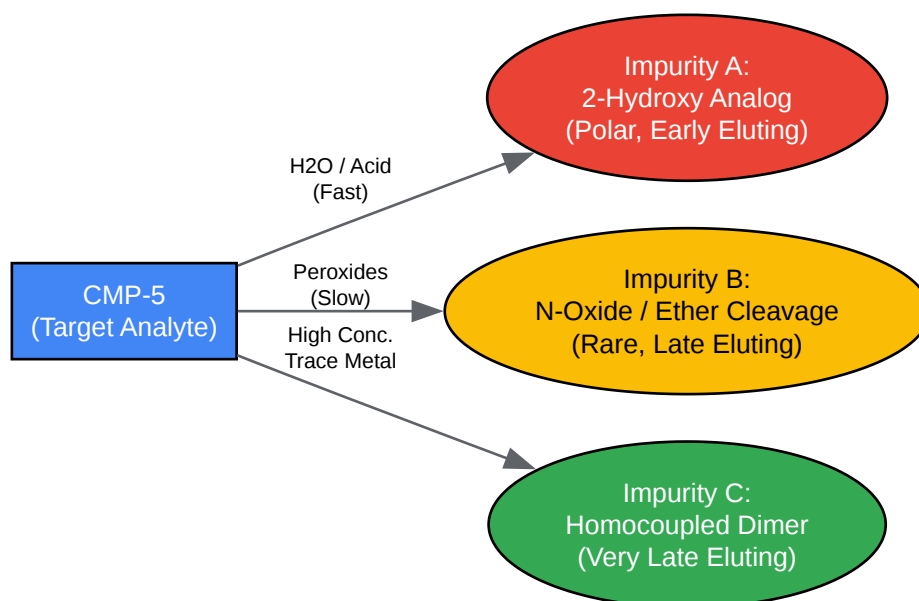 Impurity A:
2-Hydroxy Analog
(Polar, Early Eluting)
H2O / Acid
(Fast)
CMP-5
(Target Analyte)
Peroxides
(Slow)
Impurity B:
N-Oxide / Ether Cleavage
(Rare, Late Eluting)
High Conc.
Trace Metal
Impurity C:
Homocoupled Dimer
(Very Late Eluting)